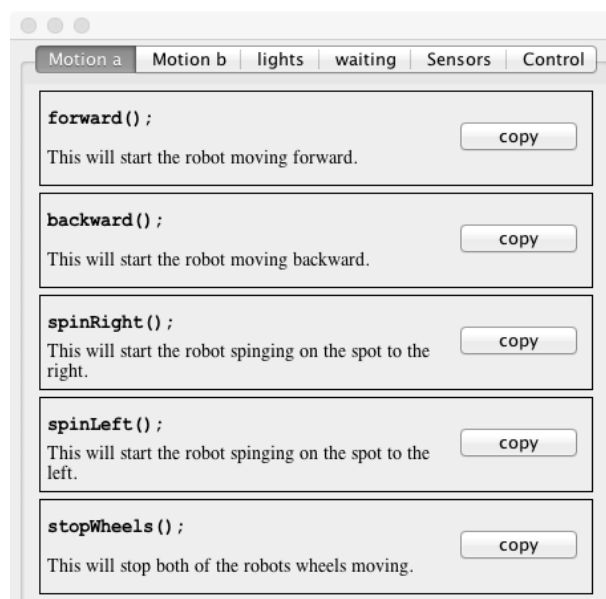 Motion a Motion b lights waiting Sensors Control
forward();
copy
This will start the robot moving forward.
backward();
copy
This will start the robot moving backward.
spinRight();
copy
This will start the robot spinging on the spot to the
right.
spinLeft();
copy
This will start the robot spinging on the spot to the
left.
stopWheels();
copy
This will stop both of the robots wheels moving.